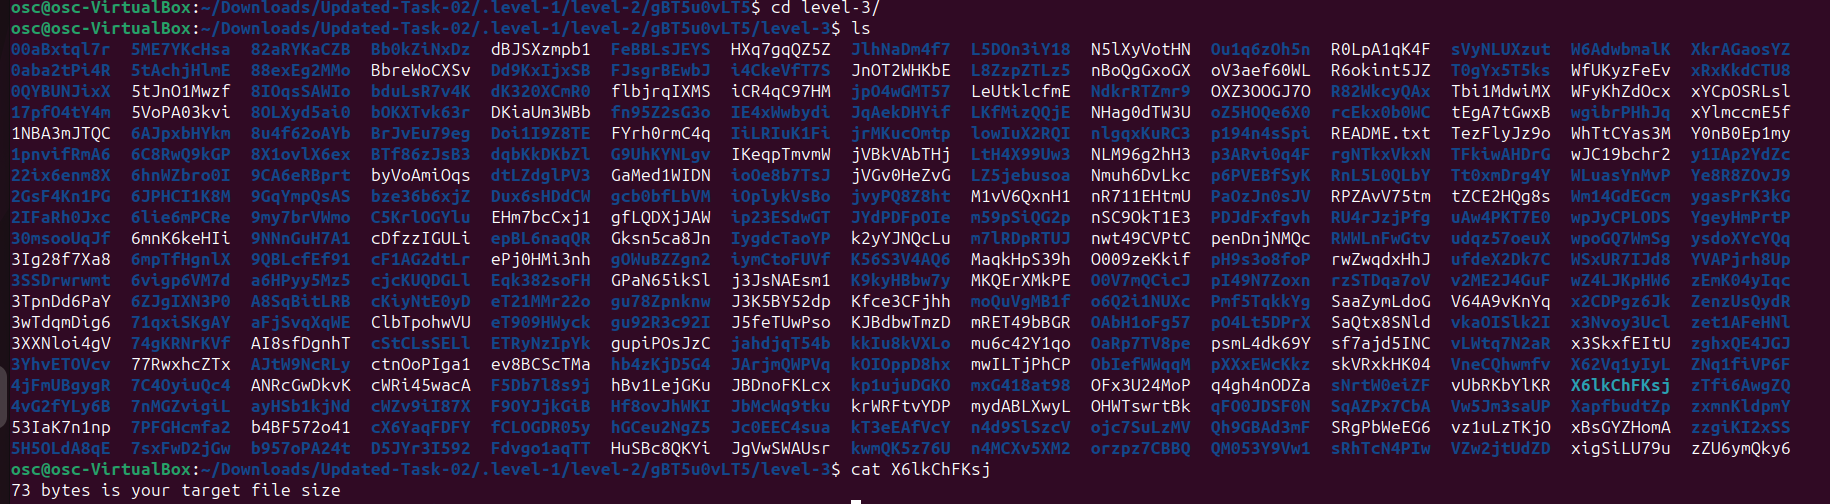 osc@osc-VirtualBox:~/Downloads/Updated-Task-02/.level-1/level-2/gBT5u0vLT5$ cd level-3/
osc@osc-VirtualBox:~/Downloads/Updated-Task-02/.level-1/level-2/gBT5u0vLT5/level-3$ ls
00aBxtql7r 5ME7YKcHsa 82aRYKaCZB Bb0kZiNxDz dBJSXzmpb1 FeBBLsJEYS HXq7gqQZ5Z JlhNaDm4f7 L5DOn3iY18 N5lXyVotHN Ou1q6zOh5n R0LpA1qK4F sVyNLUXzut W6AdwbmalK XkrAGaosYZ
0aba2tPi4R 5tAchjHlmE 88exEg2MMo BbreWoCXSv Dd9KxIjxSB FJsgrBEwbJ i4CkeVfT7S JnOT2WHKbE L8ZzpZTLz5 nBoQgGxoGX oV3aef60WL R6okint5JZ T0gYx5T5ks WfUKyzFeEv xRxKkdCTU8
0QYBUNJixX 5tJnO1Mwzf 8IOqsSAWIo bduLsR7v4K dK320XCmR0 flbjrqIXMS iCR4qC97HM jpO4wGMT57 LeUtklcfmE NdkrRTZmr9 OXZ3OOGJ7O R82WkcyQAx Tbi1MdwiMX WFyKhZdOcx xYCpOSRLsl
17pfO4tY4m 5VoPA03kvi 8OLXyd5ai0 bOKXTvk63r DKiaUm3WBb fn95Z2sG3o IE4xWwbydi JqAekDHYif LKfMizQQjE NHag0dTW3U oZ5HOQe6X0 rcEkx0b0WC tEgA7tGwxB wgibrPHhJq xYlmccmE5f
1NBA3mJTQC 6AJpxbHYkm 8u4f62oAYb BrJvEu79eg Doi1I9Z8TE FYrh0rmC4q IiLRIuK1Fi jrMKucOmtp lowIuX2RQI nlgqxKuRC3 p194n4sSpi README.txt TezFlyJz9o WhTtCYas3M Y0nB0Ep1my
1pnvifRmA6 6C8RwQ9kGP 8X1ovlX6ex BTf86zJsB3 dqbKkDKbZl G9UhKYNLgv IKeqpTmvmW jVBkVAbTHj LtH4X99Uw3 NLM96g2hH3 p3ARvi0q4F rgNTkxVkxN TFkiwAHDrG wJC19bchr2 y1IAp2YdZc
22ix6enm8X 6hnWZbro0I 9CA6eRBprt byVoAmiOqs dtLZdglPV3 GaMed1WIDN ioOe8b7TsJ jVGv0HeZvG LZ5jebusoa Nmuh6DvLkc p6PVEBfSyK RnL5L0QLbY Tt0xmDrg4Y WLuasYnMvP Ye8R8ZOvJ9
2GsF4Kn1PG 6JPHCI1K8M 9GqYmpQsAS bze36b6xjZ Dux6sHDdCW gcb0bfLbVM iOplykVsBo jvyPQ8Z8ht M1vV6QxnH1 nR711EHtmU PaOzJn0sJV RPZAvV75tm tZCE2HQg8s Wm14GdEGcm ygasPrK3kG
2IFaRh0Jxc 6lie6mPCRe 9my7brVWmo C5KrlOGYlu EHm7bcCxj1 gfLQDXjJAW ip23ESdwGT JYdPDFpOIe m59pSiQG2p nSC9OkT1E3 PDJdFxfgvh RU4rJzjPfg uAw4PKT7E0 wpJyCPLODS YgeyHmPrtP
30msooUqJf 6mnK6keHIi 9NNnGuH7A1 cDfzzIGULi epBL6naqQR Gksn5ca8Jn IygdcTaoYP k2yYJNQcLu m7lRDpRTUJ nwt49CVPtC penDnjNMQc RWWLnFwGtv udqz57oeuX wpoGQ7WmSg ysdoXYcYQq
3Ig28f7Xa8 6mpTfHgnlX 9QBLcfEf91 cF1AG2dtLr ePj0HMi3nh gOWuBZZgn2 iymCtoFUVf K56S3V4AQ6 MaqkHpS39h O009zeKkif pH9s3o8foP rwZwqdxHhJ ufdeX2Dk7C WSxUR7IJd8 YVAPjrh8Up
3SSDrwrwmt 6vigp6VM7d a6HPyy5Mz5 cjcKUQDGLl Eqk382soFH GPaN65ikSl j3JsNAEsm1 K9kyHBbw7y MKQErXMkPE O0V7mQCicJ pI49N7Zoxn rzSTDqa7oV v2ME2J4GuF wZ4LJKpHW6 zEmK04yIqc
3TpnDd6PaY 6ZJgIXN3P0 A8SqBitLRB cKiyNtE0yD eT21MMr22o gu78Zpnknw J3K5BY52dp Kfce3CFjhh moQuVgMB1f o6Q2i1NUXc Pmf5TqkkYg SaaZymLdoG V64A9vKnYq x2CDPgz6Jk ZenzUsQydR
3wTdqmDig6 71qxiSKgAY aFjSvqXqWE ClbTpohwVU eT909HWyck gu92R3c92I J5feTUwPso KJBdbwTmzD mRET49bBGR OAbH1oFg57 pO4Lt5DPrX SaQtx8SNld vkaOISlk2I x3Nvoy3Ucl zet1AFeHNl
3XXNloi4gV 74gKRNrKVf AI8sfDgnhT cStCLsSELl ETRyNzIpYk gupiPOsJzC jahdjqT54b kkIu8kVXLo mu6c42Y1qo OaRp7TV8pe psmL4dk69Y sf7ajd5INC vLWtq7N2aR x3SkxfEItU zghxQE4JGJ
3YhvETOVcv 77RwxhcZTx AJtW9NcRLy ctnOoPIga1 ev8BCScTMa hb4zKjD5G4 JArjmQWPVq kOIOppD8hx mwILTjPhCP ObIefWWqqM pXXxEWcKkz skVRxkHK04 VneCQhwmfv X62Vq1yIyL ZNq1fiVP6F
4jFmUBgygR 7C4OyiuQc4 ANRcGwDkvK cWRi45wacA F5Db7l8s9j hBv1LejGKu JBDnoFKLcx kp1ujuDGKO mxG418at98 OFx3U24MoP q4gh4nODZa sNrtW0eiZF vUbRKbYlKR X6lkChFKsj zTfi6AwgZQ
4vG2fYLy6B 7nMGZvigiL ayHSb1kjNd cWZv9iI87X F9OYJjkGiB Hf8ovJhWKI JbMcWq9tku krWRFtvYDP mydABLXwyL OHWTswrtBk qFO0JDSF0N SqAZPx7CbA Vw5Jm3saUP XapfbudtZp zxmnKldpmY
53IaK7n1np 7PFGHcmfa2 b4BF572o41 cX6YaqFDFY fCLOGDR05y hGCeu2NgZ5 Jc0EEC4sua kT3eEAfVcY n4d9SlSzcV ojc7SuLzMV Qh9GBAd3mF SRgPbWeEG6 vz1uLzTKjO xBsGYZHomA zzgiKI2xSS
5H5OLdA8qE 7sxFwD2jGw b957oPA24t D5JYr3I592 Fdvgo1aqTT HuSBc8QKYi JgVwSWAUsr kwmQK5z76U n4MCXv5XM2 orzpz7CBBQ QM053Y9Vw1 sRhTcN4PIw VZw2jtUdZD xigSiLU79u zZU6ymQky6
osc@osc-VirtualBox:~/Downloads/Updated-Task-02/.level-1/level-2/gBT5u0vLT5/level-3$ cat X6lkChFKsj
73 bytes is your target file size